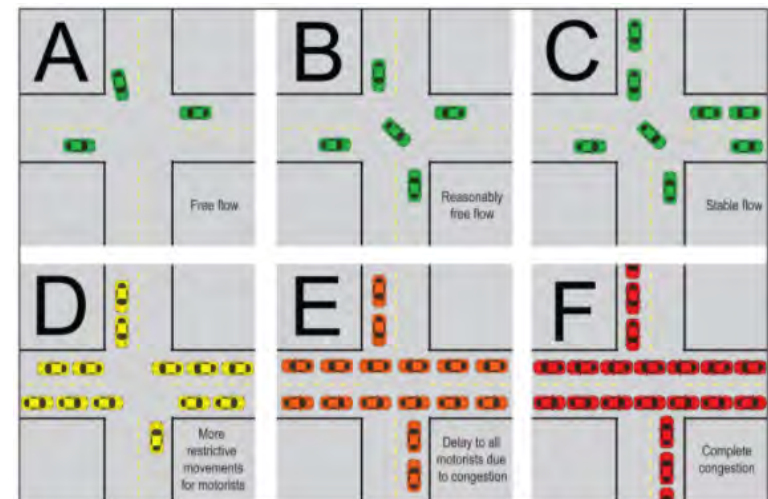 A
B
C
Free flow
Reasonably
free flow
Stable flow
D
E
F
More
restrictive
movements
for motorists
Delay to all
motorists due
to congestion
Complete
congestion